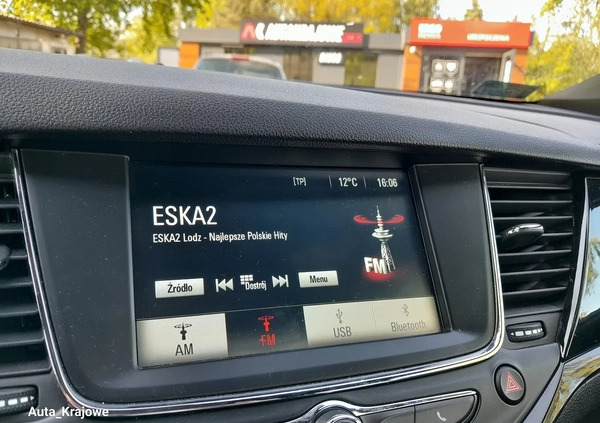 [TP] 12°C 16:06
ESKA2
ESKA2 Lodz - Najlepsze Polskie Hity
FM
Źródło
Dostrój
Menu
AM
FM
USB
Bluetooth
Auta_Krajowe